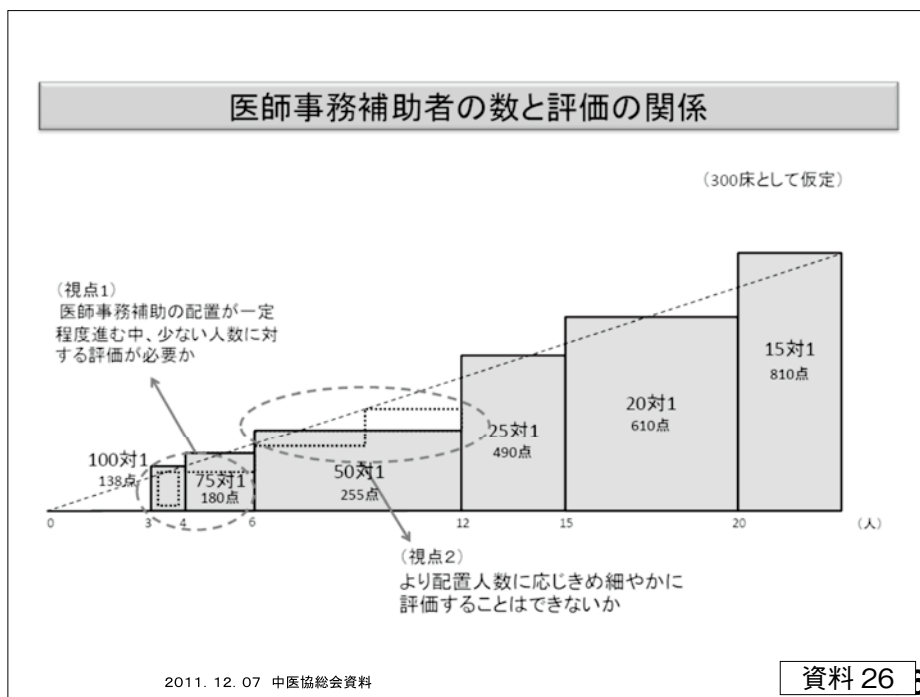 医師事務補助者の数と評価の関係
(300床として仮定)
(視点1)
医師事務補助の配置が一定
程度進む中、少ない人数に対
する評価が必要か
15対1
810点
20対1
610点
25対1
490点
100対1
138点
75対1
180点
50対1
255点
0 3 4 6 12 15 20 (人)
(視点2)
より配置人数に応じきめ細やかに
評価することはできないか
2011. 12. 07 中医協総会資料
資料 26